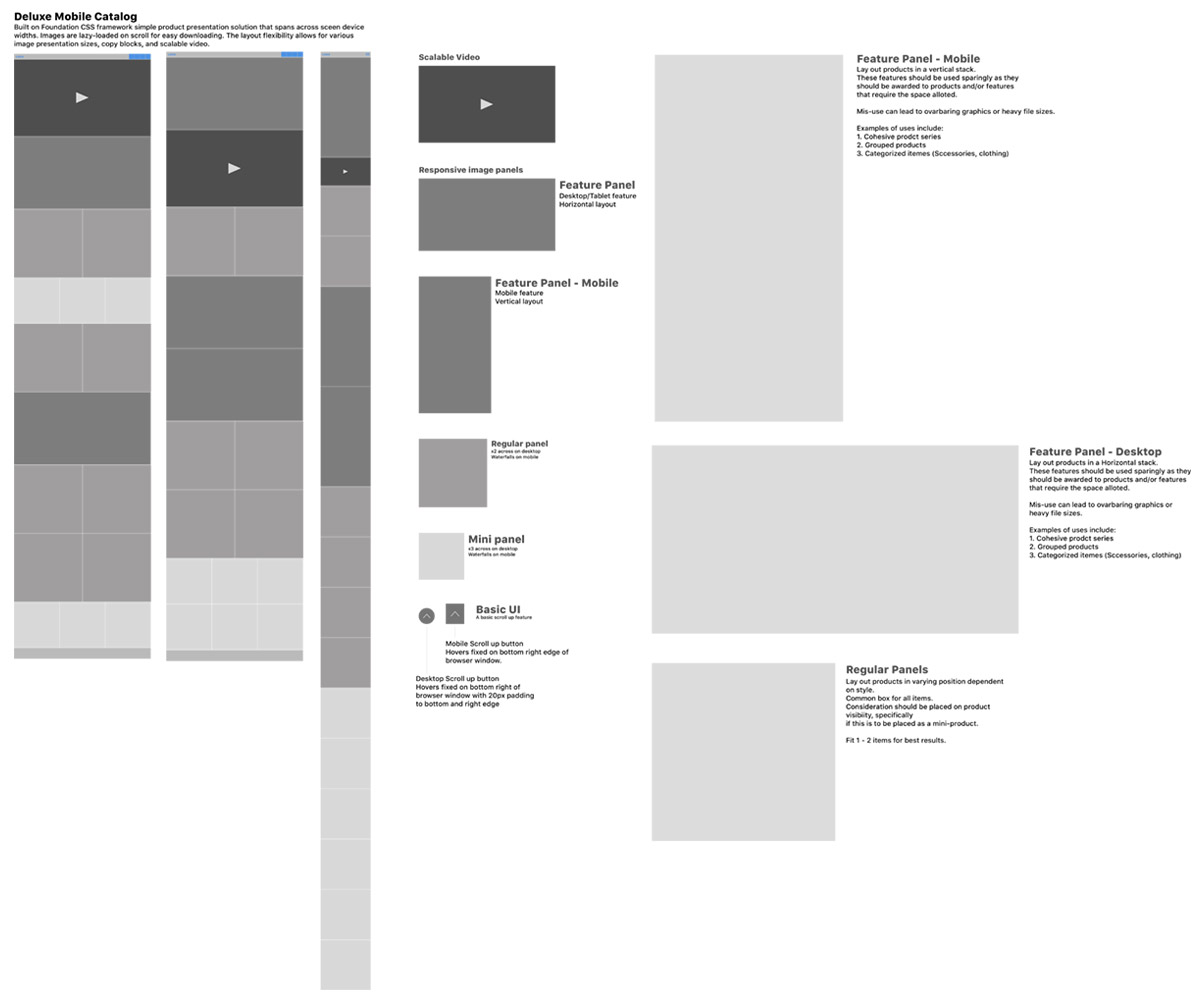 Deluxe Mobile Catalog
Built on Foundation CSS framework simple product presentation solution that spans across sceen device
widths. Images are lazy-loaded on scroll for easy downloading. The layout flexibility allows for various
image presentation sizes, copy blocks, and scalable video.
Scalable Video
Responsive image panels
Feature Panel
Desktop/Tablet feature
Horizontal layout
Feature Panel - Mobile
Mobile feature
Vertical layout
Regular panel
x2 across on desktop
Waterfalls on mobile
Mini panel
x3 across on desktop
Waterfalls on mobile
Basic UI
A basic scroll up feature
Mobile Scroll up button
Hovers fixed on bottom right edge of
browser window.
Desktop Scroll up button
Hovers fixed on bottom right of
browser window with 20px padding
to bottom and right edge
Feature Panel - Mobile
Lay out products in a vertical stack.
These features should be used sparingly as they
should be awarded to products and/or features
that require the space alloted.
Mis-use can lead to ovarbaring graphics or heavy file sizes.
Examples of uses include:
1. Cohesive prodct series
2. Grouped products
3. Categorized itemes (Sccessories, clothing)
Feature Panel - Desktop
Lay out products in a Horizontal stack.
These features should be used sparingly as they
should be awarded to products and/or features
that require the space alloted.
Mis-use can lead to ovarbaring graphics or
heavy file sizes.
Examples of uses include:
1. Cohesive prodct series
2. Grouped products
3. Categorized itemes (Sccessories, clothing)
Regular Panels
Lay out products in varying position dependent
on style.
Common box for all items.
Consideration should be placed on product
visibiity, specifically
if this is to be placed as a mini-product.
Fit 1 - 2 items for best results.